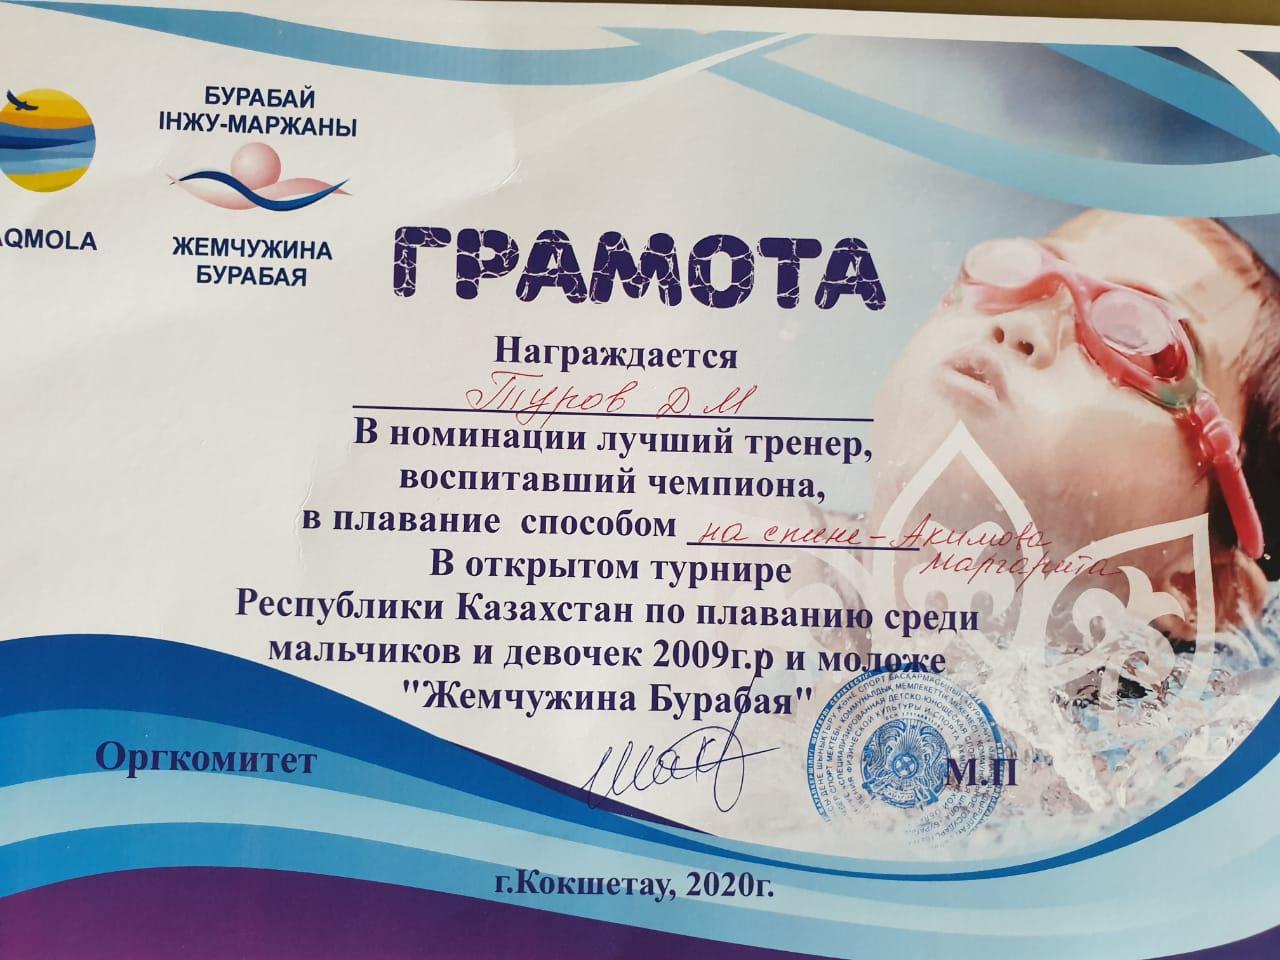 БУРАБАЙ
ІНЖУ-МАРЖАНЫ
AQMOLA
ЖЕМЧУЖИНА
БУРАБАЯ
ГРАМОТА
Награждается
Туров Д.М
В номинации лучший тренер,
воспитавший чемпиона,
в плавание способом на спине - Акимова
Маргарита
В открытом турнире
Республики Казахстан по плаванию среди
мальчиков и девочек 2009г.р и моложе
"Жемчужина Бурабая"
Оргкомитет
М.П
г.Кокшетау, 2020г.